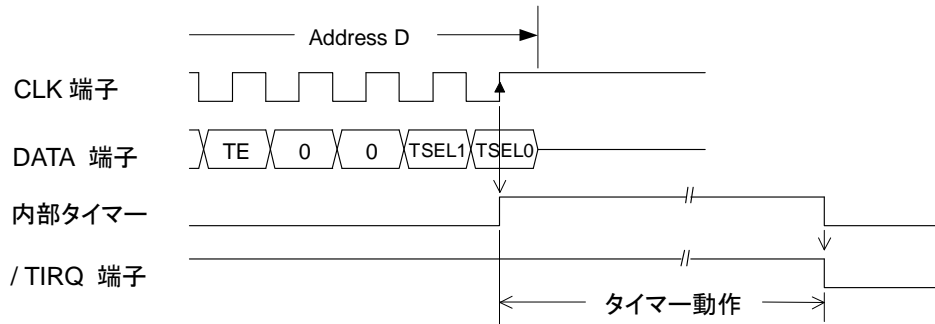 Address D
CLK 端子
DATA 端子
TE 0 0 TSEL1 TSEL0
内部タイマー
/ TIRQ 端子
タイマー動作